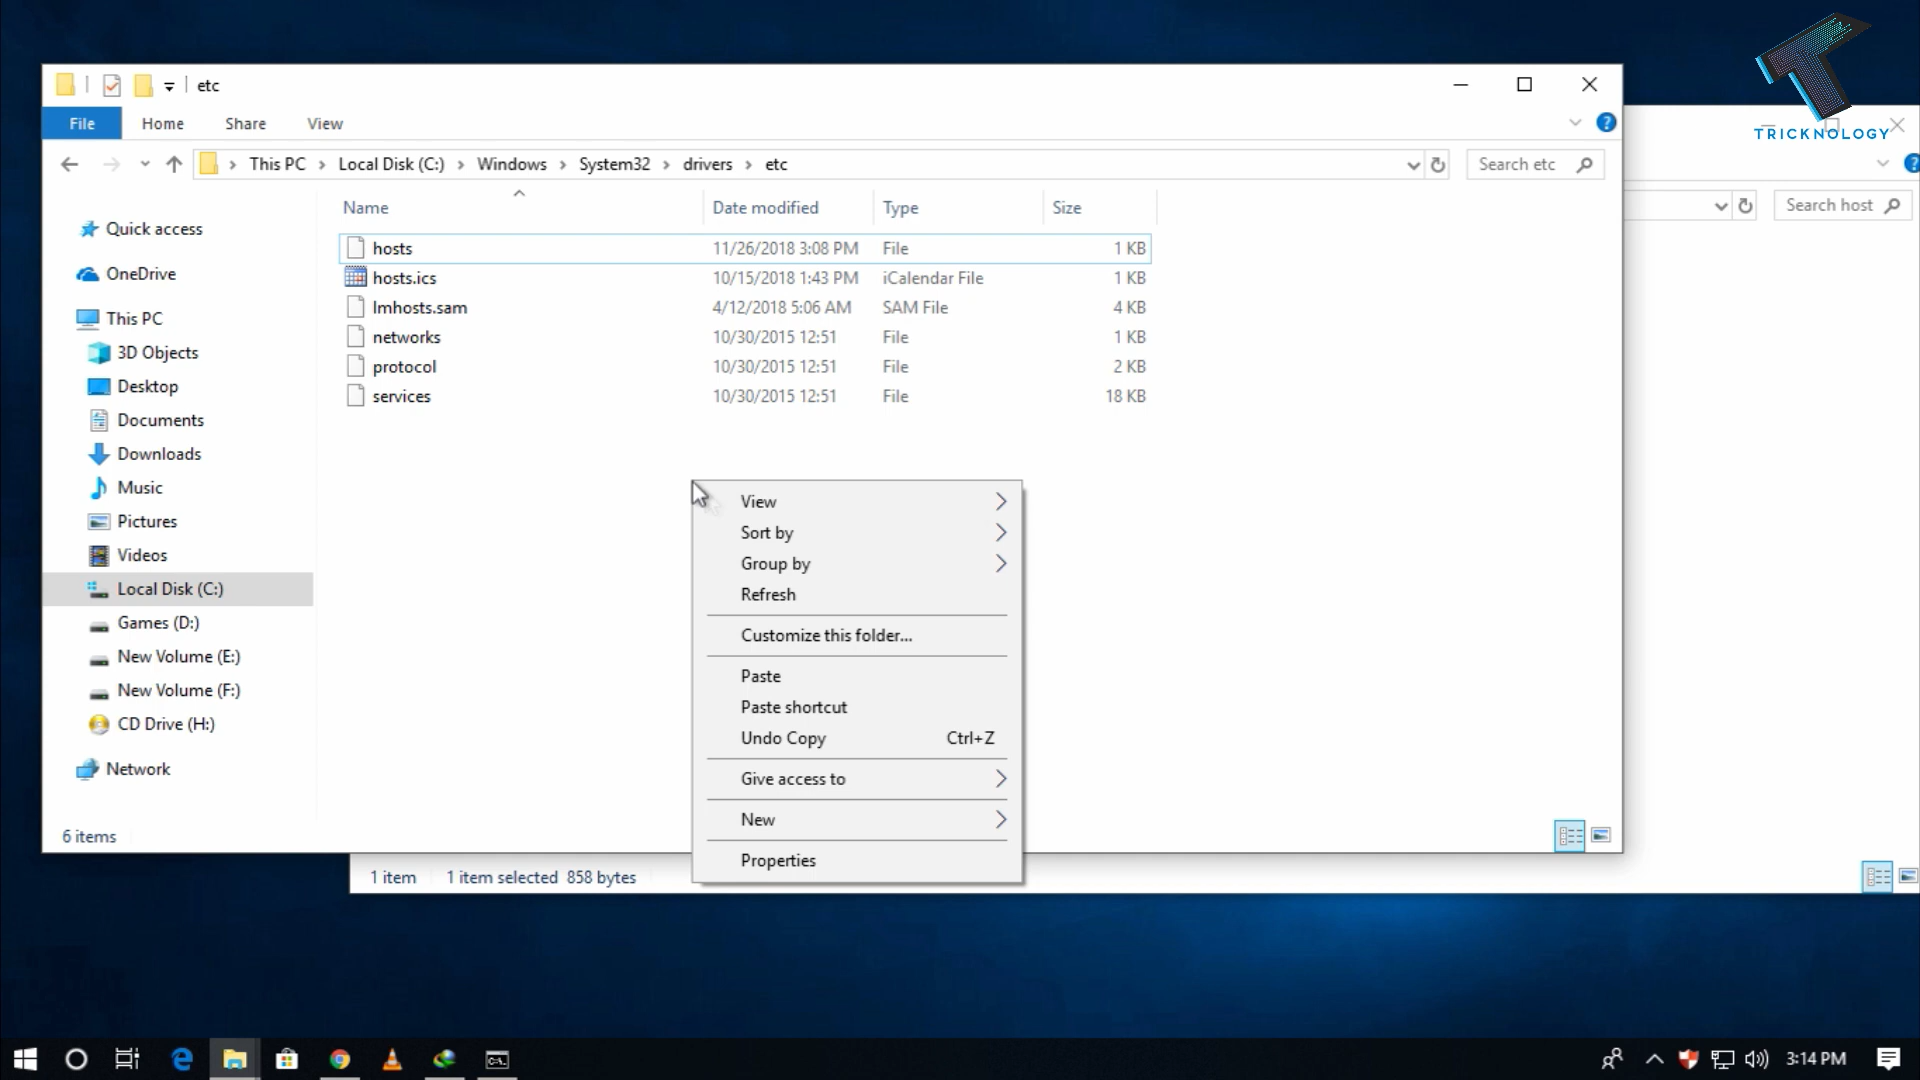 TRICKNOLOGY
etc
File Home Share View
This PC Local Disk (C:) Windows System32 drivers etc
Search etc
Search host
Name Date modified Type Size
hosts 11/26/2018 3:08 PM File 1 KB
hosts.ics 10/15/2018 1:43 PM iCalendar File 1 KB
lmhosts.sam 4/12/2018 5:06 AM SAM File 4 KB
networks 10/30/2015 12:51 File 1 KB
protocol 10/30/2015 12:51 File 2 KB
services 10/30/2015 12:51 File 18 KB
Quick access
OneDrive
This PC
3D Objects
Desktop
Documents
Downloads
Music
Pictures
Videos
Local Disk (C:)
Games (D:)
New Volume (E:)
New Volume (F:)
CD Drive (H:)
Network
View
Sort by
Group by
Refresh
Customize this folder...
Paste
Paste shortcut
Undo Copy Ctrl+Z
Give access to
New
Properties
6 items
1 item 1 item selected 858 bytes
3:14 PM